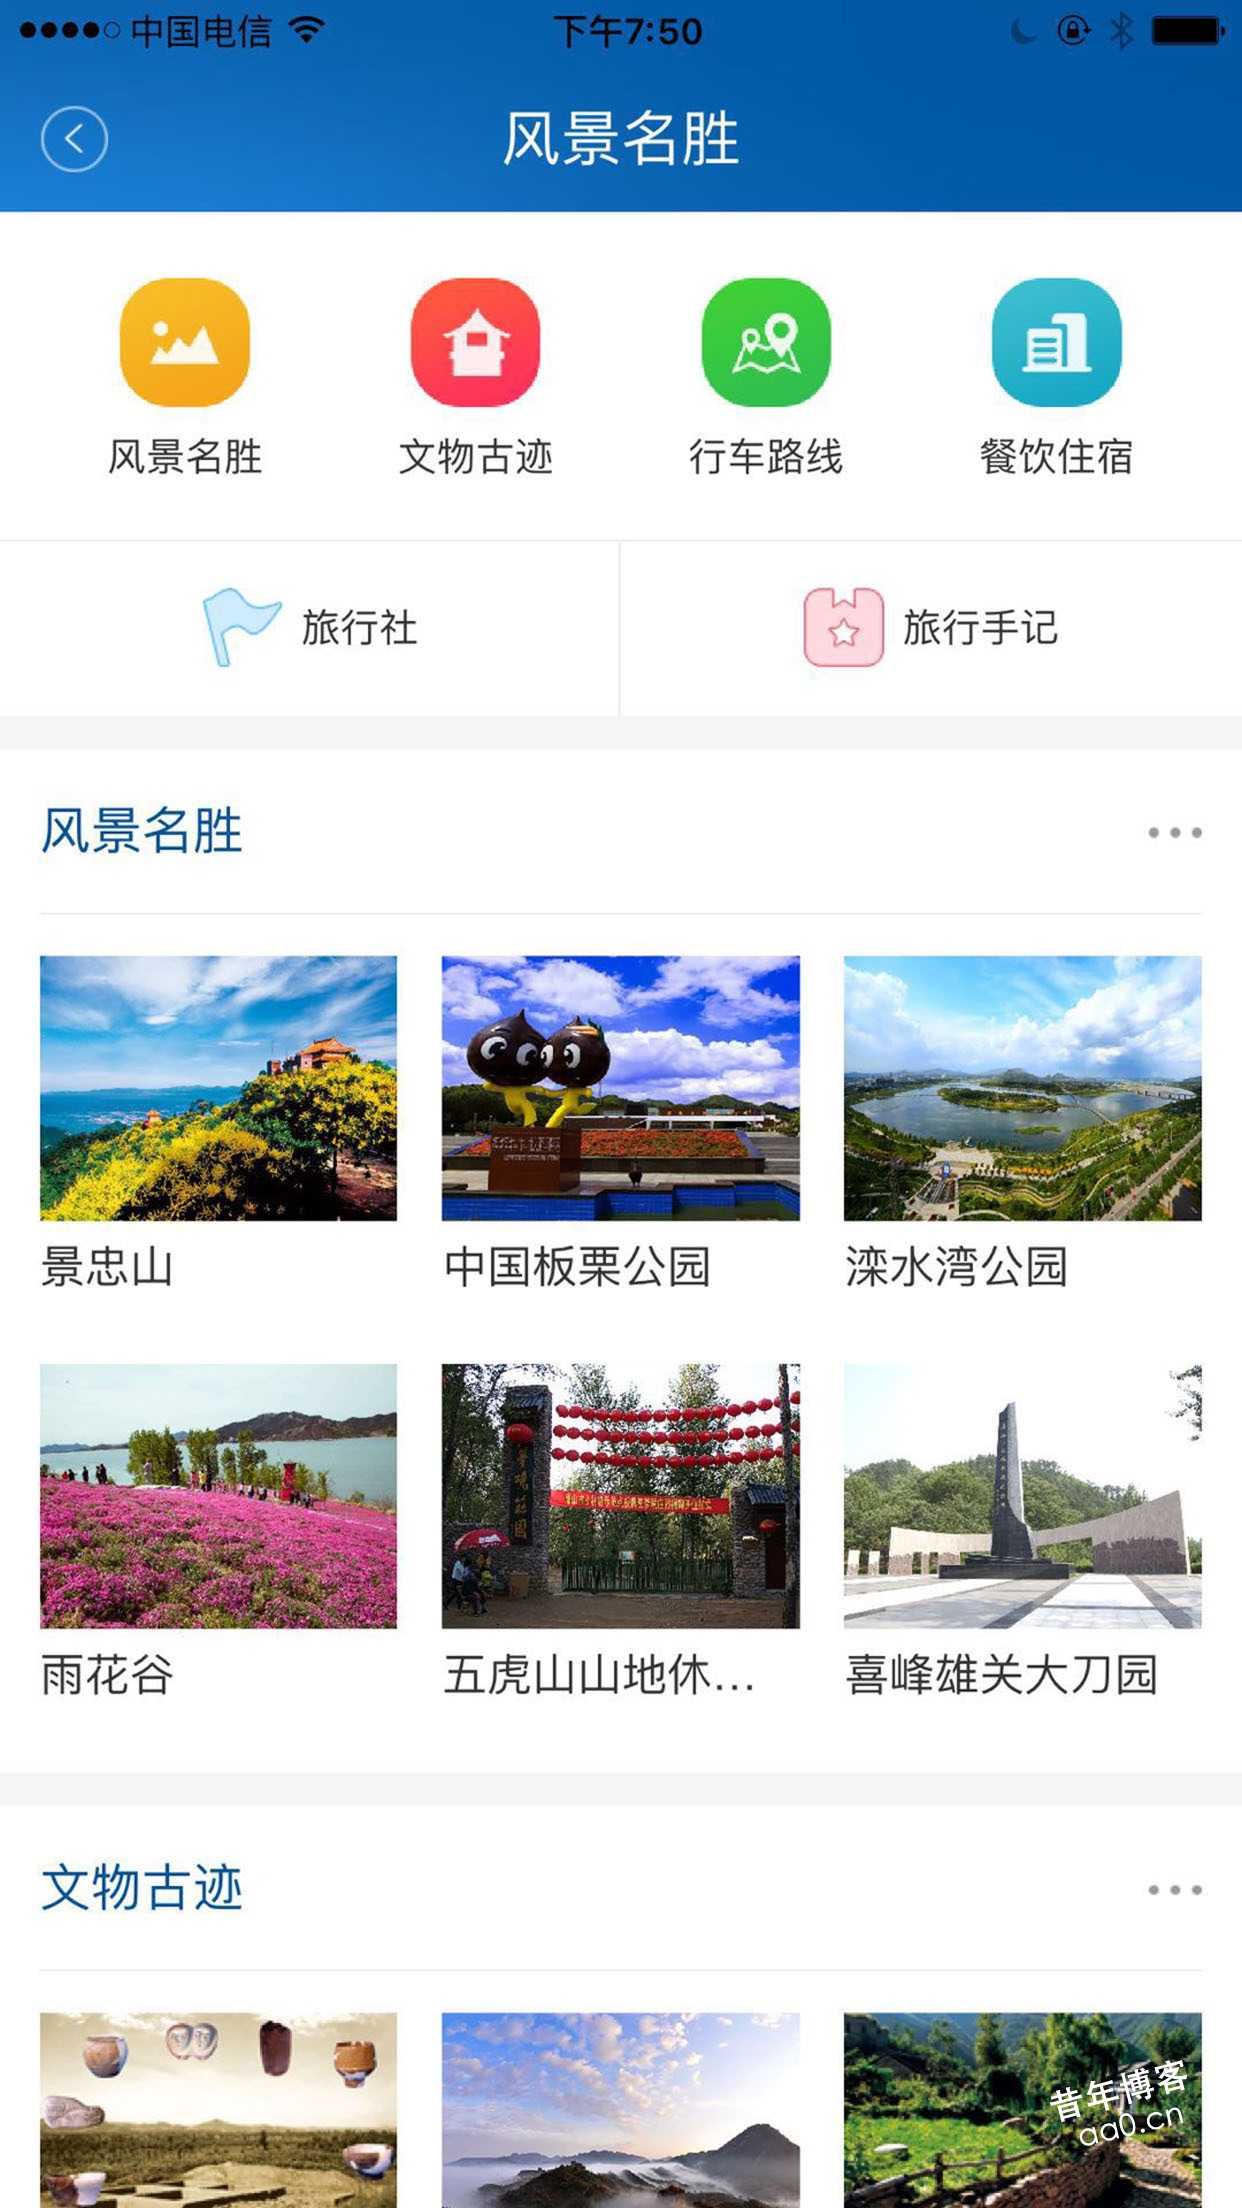 中国电信
下午7:50
风景名胜
风景名胜
文物古迹
行车路线
餐饮住宿
旅行社
旅行手记
风景名胜
景忠山
中国板栗公园
滦水湾公园
雨花谷
五虎山山地休...
喜峰雄关大刀园
文物古迹
昔年博客
aa0.cn